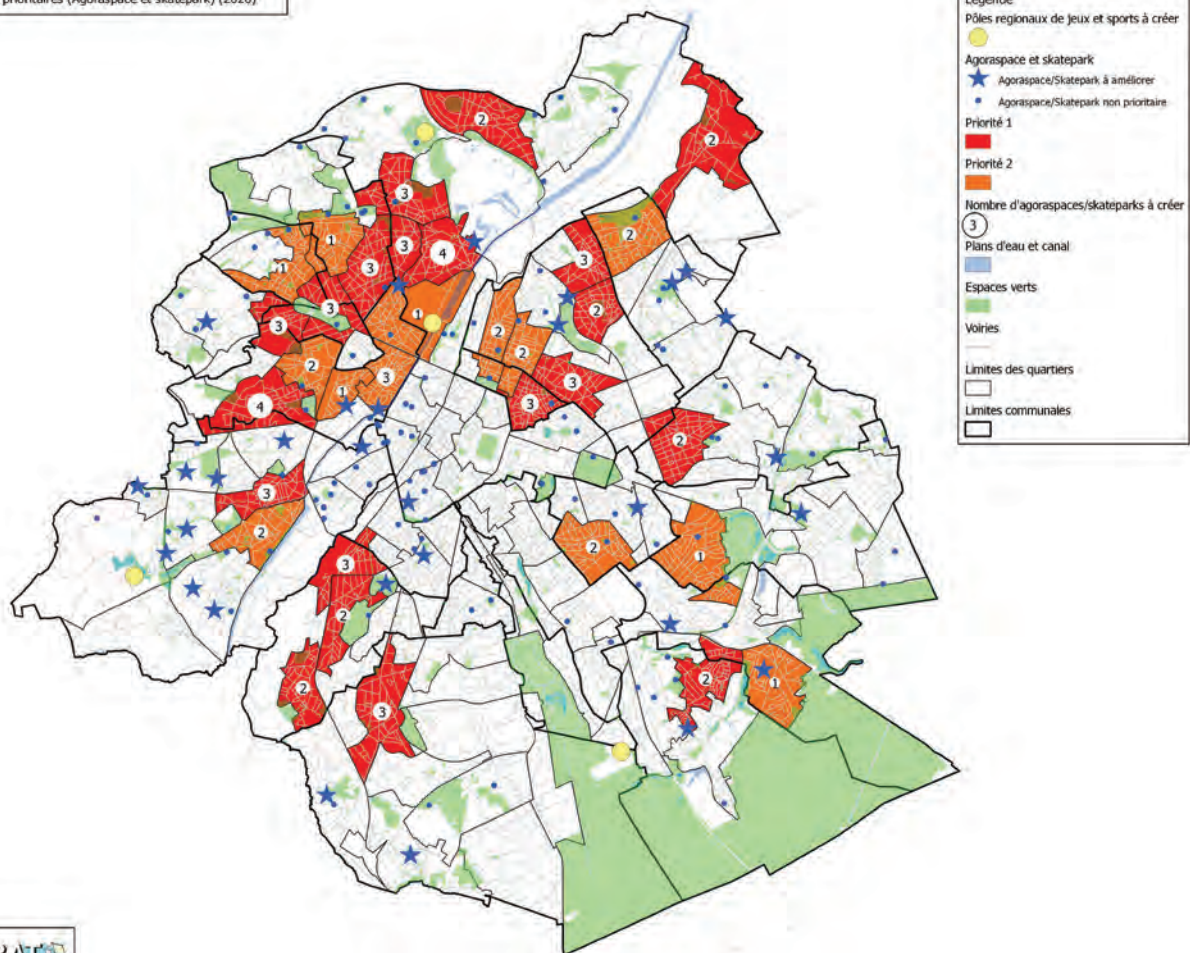 prioritaires (Agoraspace et skatepark) (2020)
Légende
Pôles regionaux de jeux et sports à créer
Agoraspace et skatepark
Agoraspace/Skatepark à améliorer
Agoraspace/Skatepark non prioritaire
Priorité 1
Priorité 2
Nombre d'agoraspaces/skateparks à créer
3
Plans d'eau et canal
Espaces verts
Voiries
Limites des quartiers
Limites communales
2
2
3
2
1
3
4
3
1
3
3
3
1
2
2
2
2
3
1
3
3
4
3
2
3
2
2
1
3
2
2
1
2
3